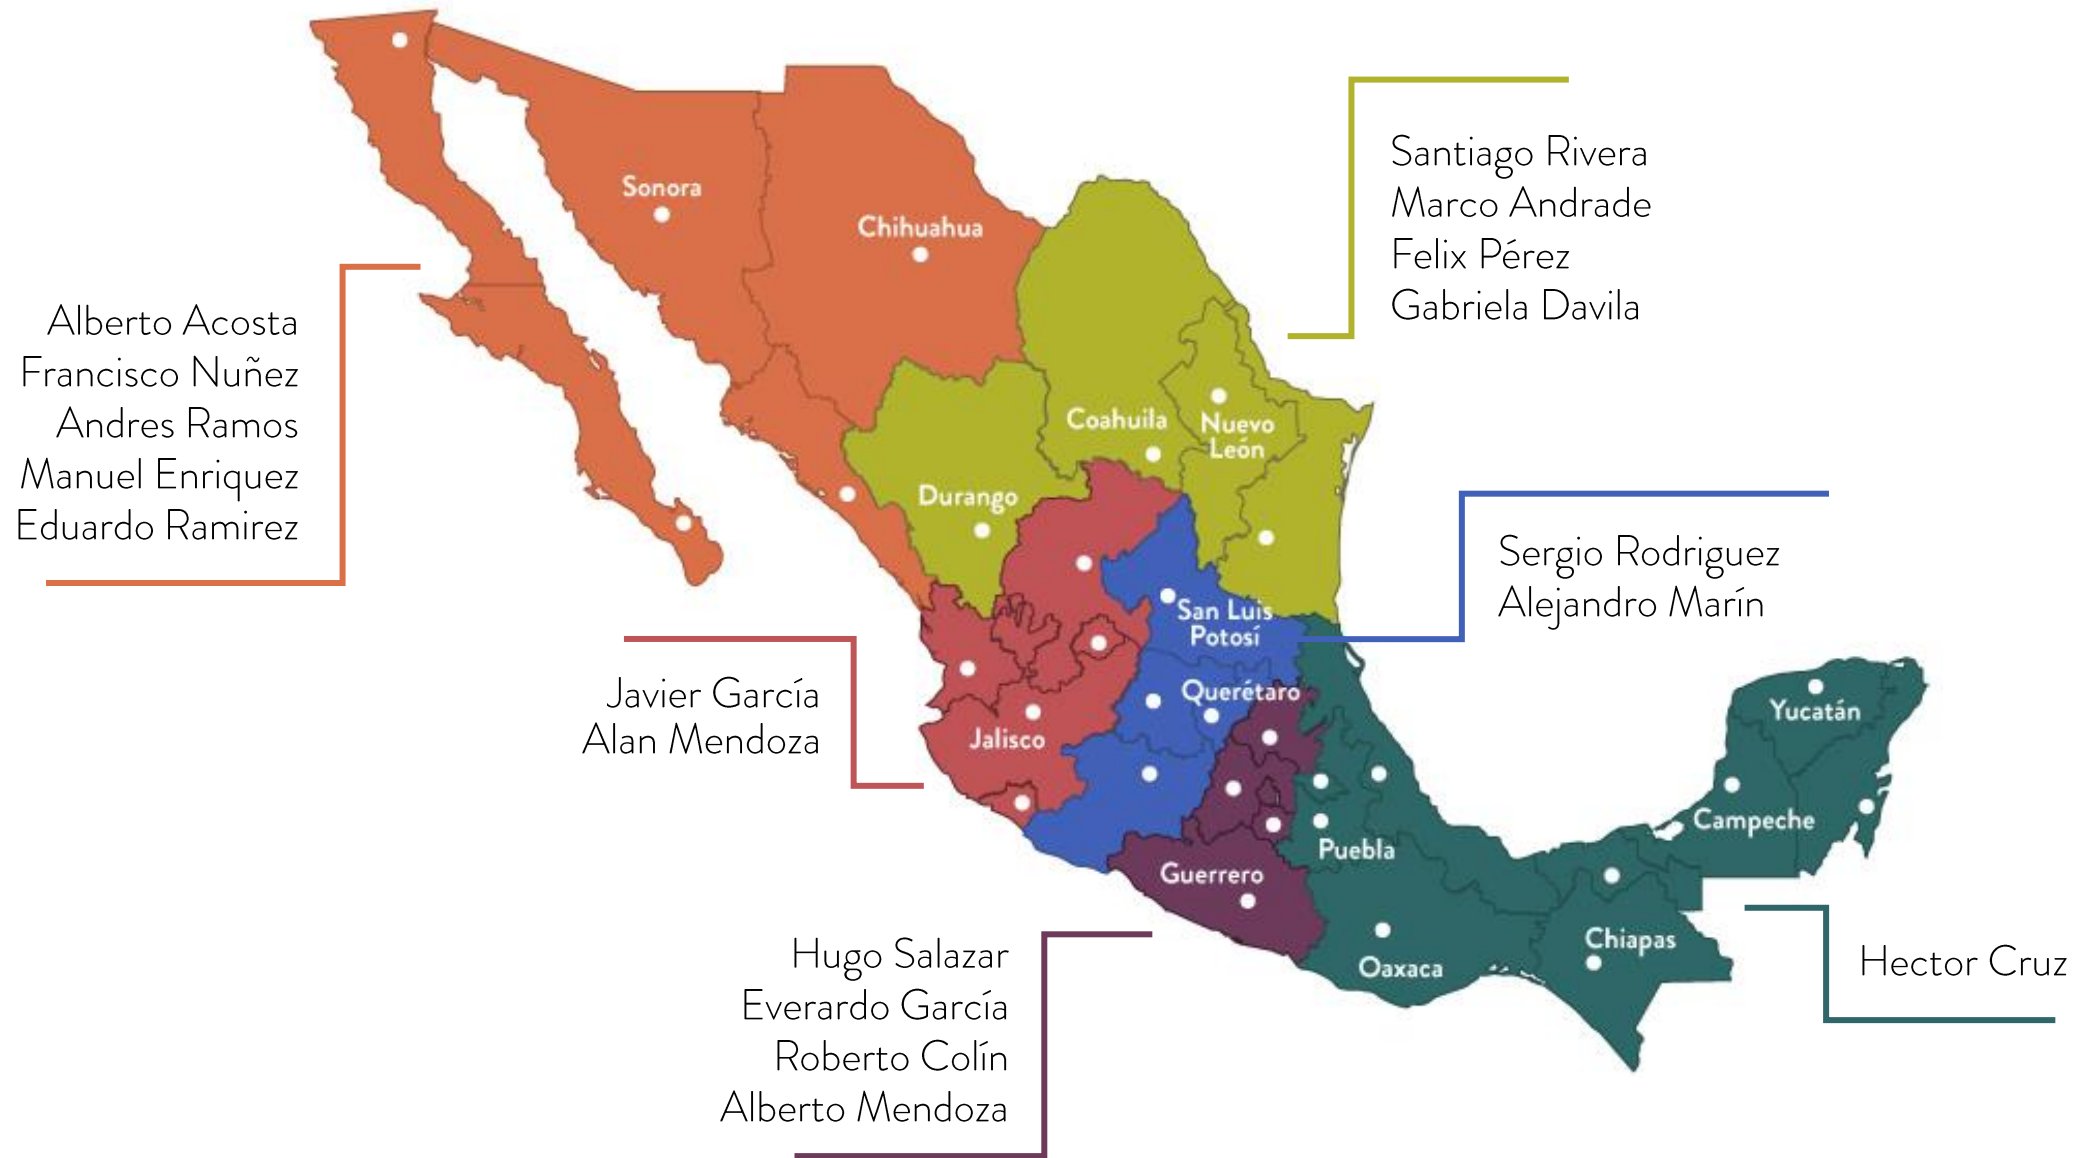 Sonora
Chihuahua
Coahuila
Nuevo
León
Durango
San Luis
Potosí
Querétaro
Jalisco
Guerrero
Puebla
Oaxaca
Chiapas
Campeche
Yucatán
Alberto Acosta
Francisco Nuñez
Andres Ramos
Manuel Enriquez
Eduardo Ramirez
Santiago Rivera
Marco Andrade
Felix Pérez
Gabriela Davila
Sergio Rodriguez
Alejandro Marín
Javier García
Alan Mendoza
Hugo Salazar
Everardo García
Roberto Colín
Alberto Mendoza
Hector Cruz